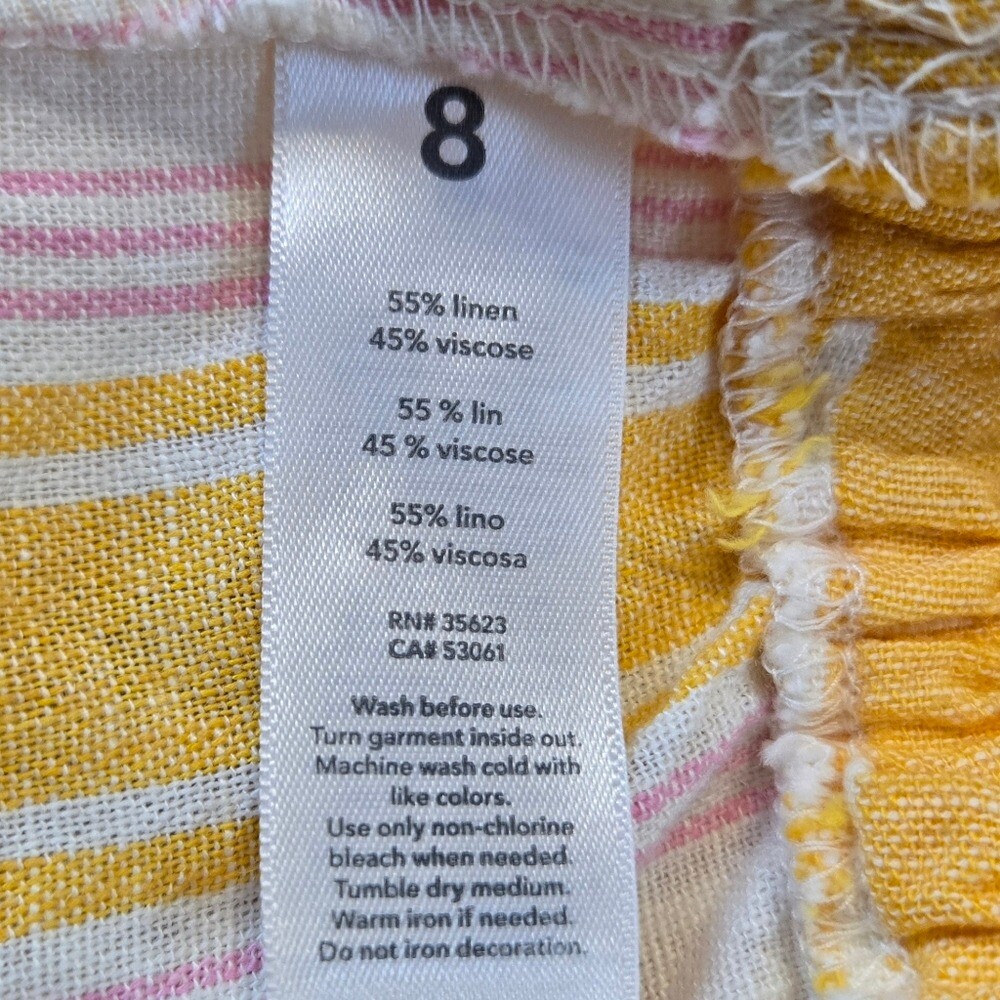 8
55% linen
45% viscose
55 % lin
45 % viscose
55% lino
45% viscosa
RN# 35623
CA# 53061
Wash before use.
Turn garment inside out.
Machine wash cold with
like colors.
Use only non-chlorine
bleach when needed.
Tumble dry medium.
Warm iron if needed.
Do not iron decoration.